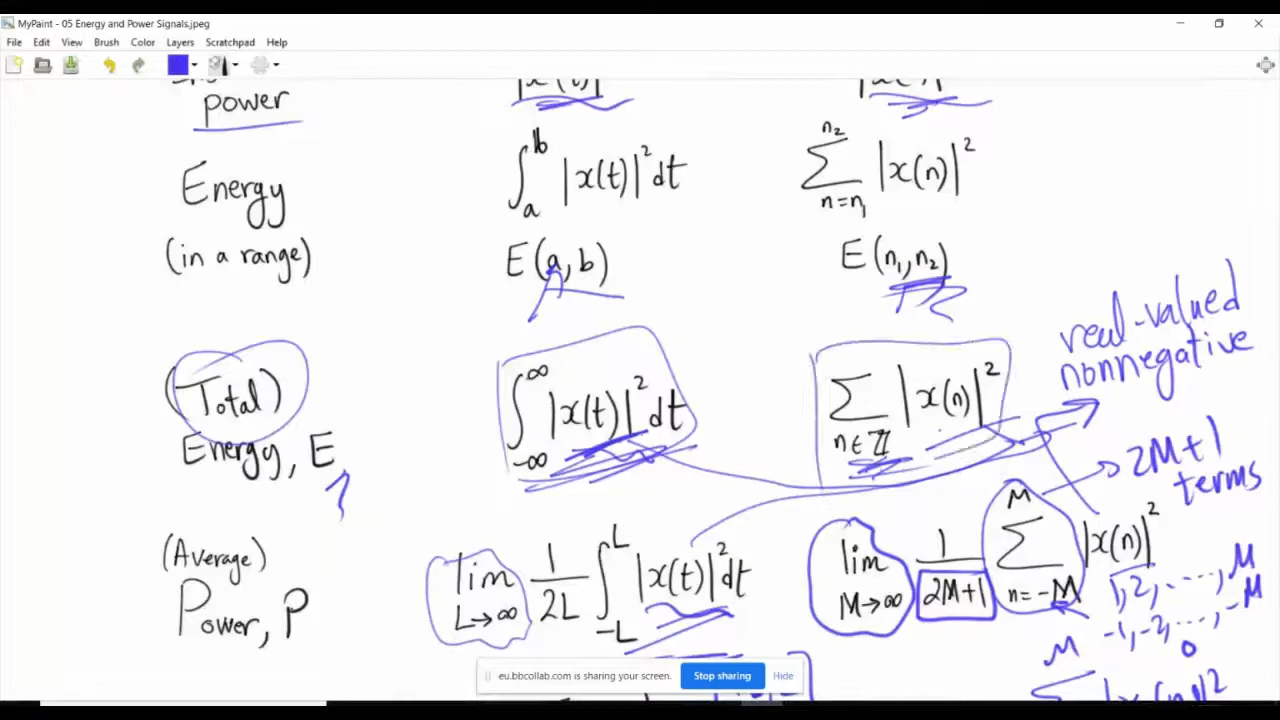 MyPaint - 05 Energy and Power Signals.jpeg
File Edit View Brush Color Layers Scratchpad Help
power
Energy
(in a range)
∫_a^b |x(t)|² dt
E(a, b)
∑_{n=n₁}^{n₂} |x(n)|²
E(n₁, n₂)
real-valued
nonnegative
(Total)
Energy, E
∫_{-∞}^{∞} |x(t)|² dt
∑_{n∈ℤ} |x(n)|²
2M+1
terms
(Average)
Power, P
lim_{L→∞} 1/2L ∫_{-L}^{L} |x(t)|² dt
lim_{M→∞} 1/(2M+1) ∑_{n=-M}^{M} |x(n)|²
1, 2, ...., M
-1, -2, ..., -M
0
M
eu.bbcollab.com is sharing your screen. Stop sharing Hide